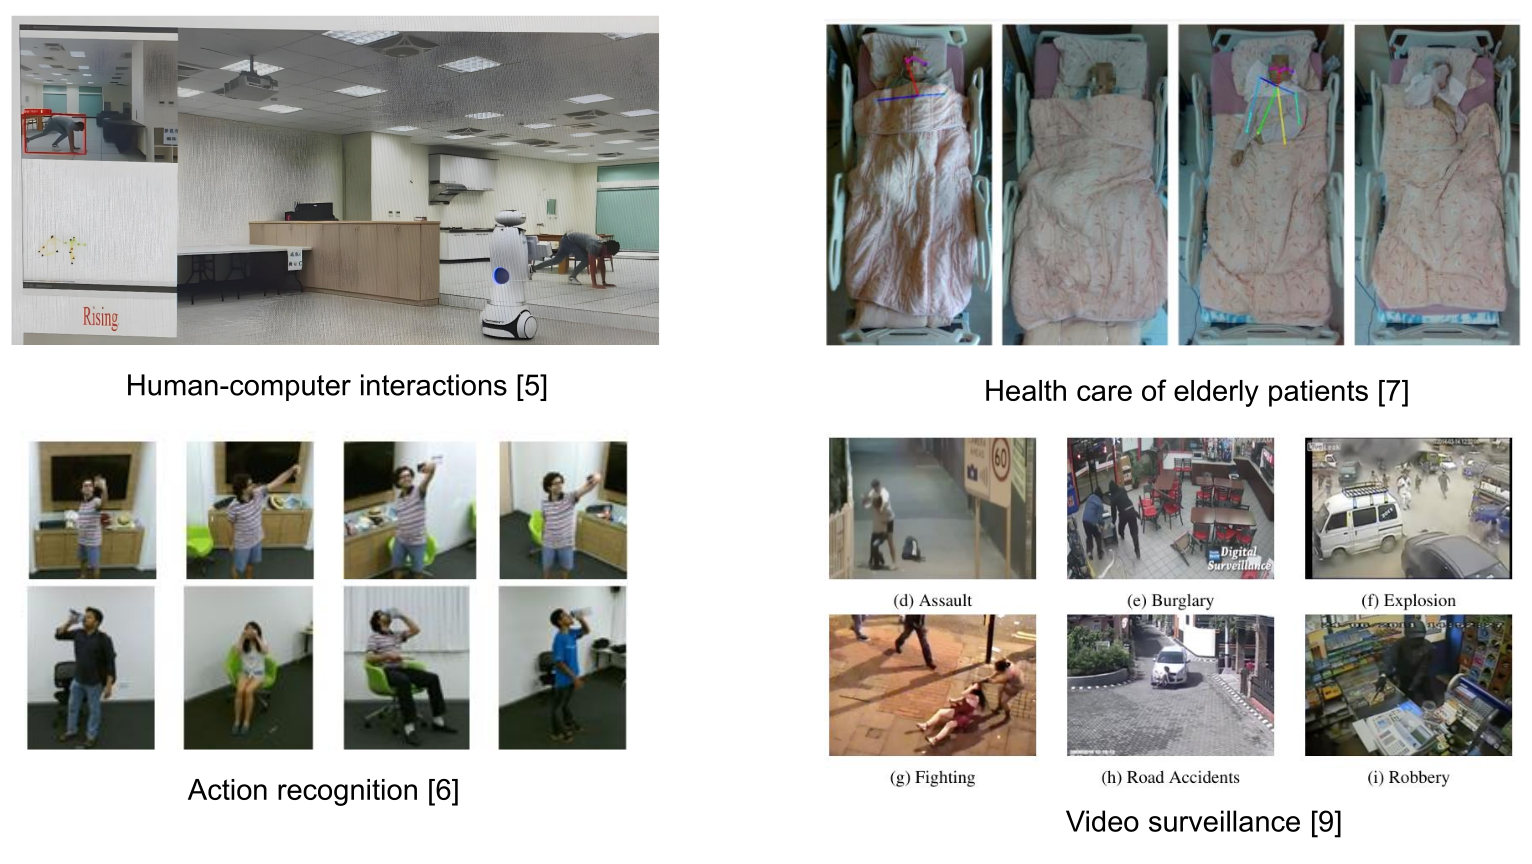 Rising
Human-computer interactions [5]
Health care of elderly patients [7]
60
Digital
Surveillance
(d) Assault
(e) Burglary
(f) Explosion
(g) Fighting
(h) Road Accidents
(i) Robbery
Action recognition [6]
Video surveillance [9]